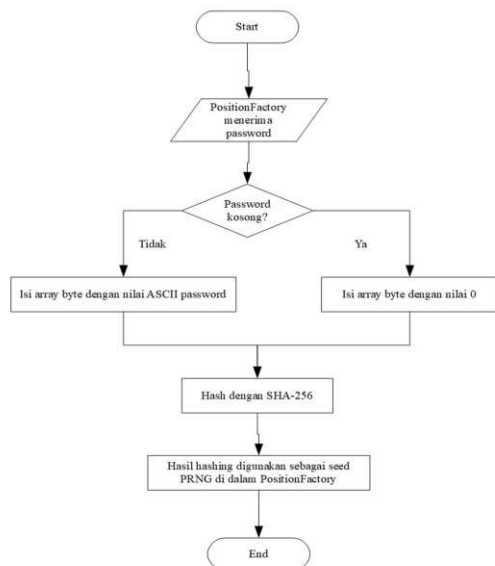 Start
PositionFactory
menerima
password
Password
kosong?
Tidak
Ya
Isi array byte dengan nilai ASCII password
Isi array byte dengan nilai 0
Hash dengan SHA-256
Hasil hashing digunakan sebagai seed
PRNG di dalam PositionFactory
End